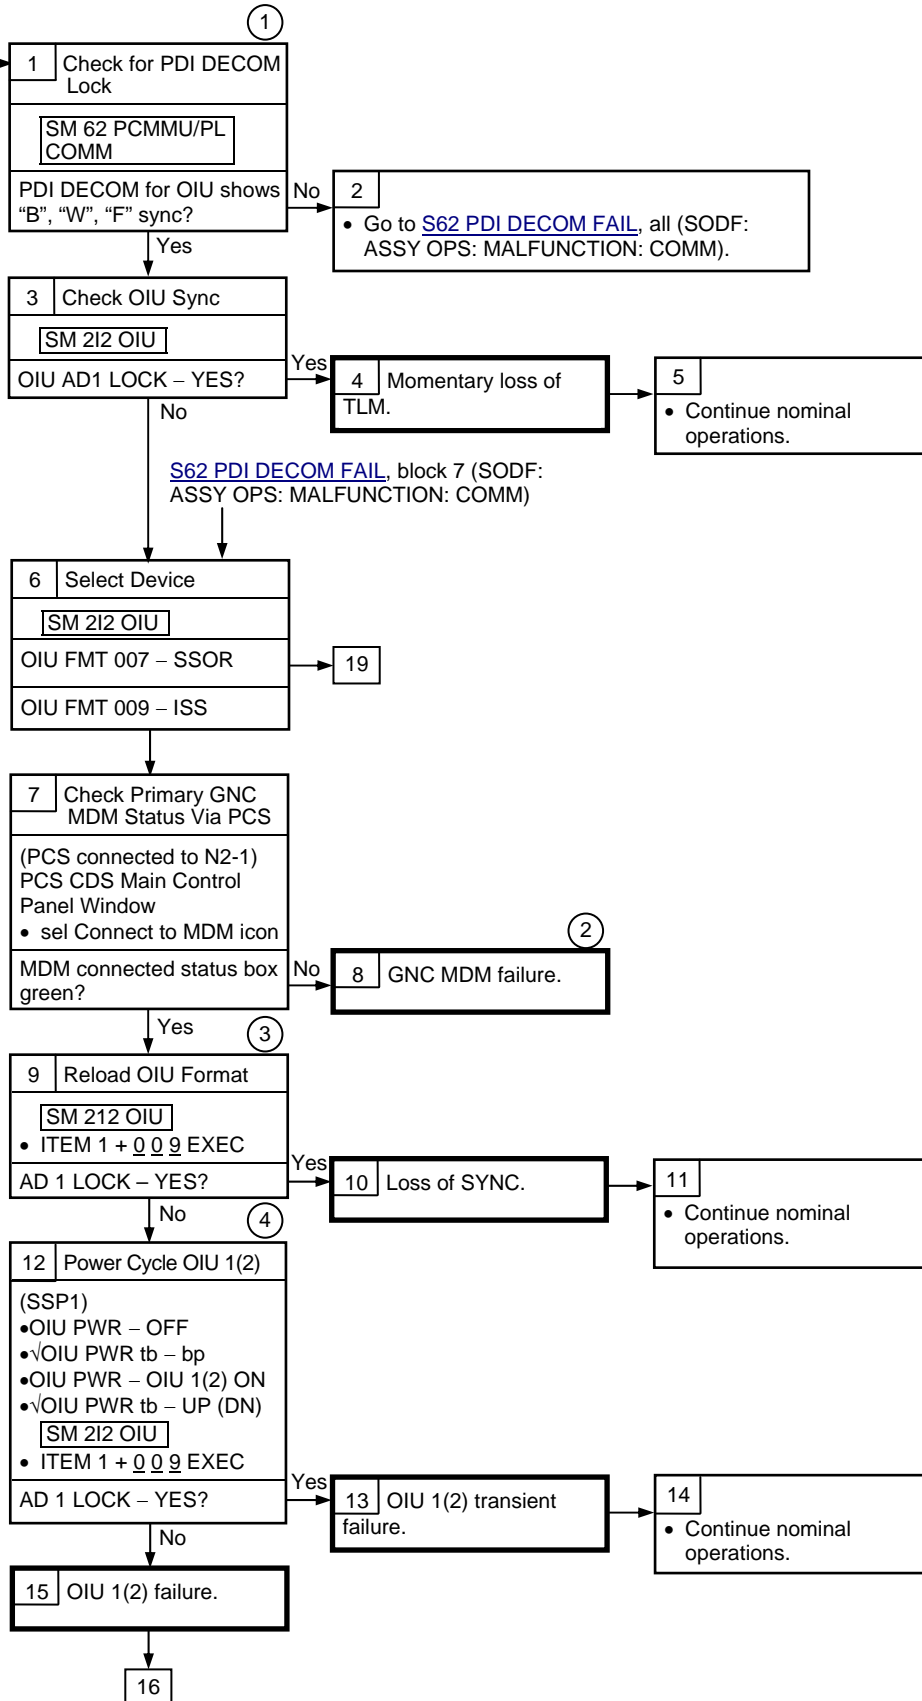 1
1 Check for PDI DECOM
Lock
SM 62 PCMMU/PL
COMM
PDI DECOM for OIU shows
“B”, “W”, “F” sync?
No
2
• Go to S62 PDI DECOM FAIL, all (SODF:
ASSY OPS: MALFUNCTION: COMM).
Yes
3 Check OIU Sync
SM 2I2 OIU
OIU AD1 LOCK – YES?
Yes
4 Momentary loss of
TLM.
5
• Continue nominal
operations.
No
S62 PDI DECOM FAIL, block 7 (SODF:
ASSY OPS: MALFUNCTION: COMM)
6 Select Device
SM 2I2 OIU
OIU FMT 007 – SSOR
19
OIU FMT 009 – ISS
7 Check Primary GNC
MDM Status Via PCS
(PCS connected to N2-1)
PCS CDS Main Control
Panel Window
• sel Connect to MDM icon
MDM connected status box
green?
No
2
8 GNC MDM failure.
Yes
3
9 Reload OIU Format
SM 212 OIU
• ITEM 1 + 0 0 9 EXEC
AD 1 LOCK – YES?
Yes
10 Loss of SYNC.
11
• Continue nominal
operations.
No
4
12 Power Cycle OIU 1(2)
(SSP1)
•OIU PWR – OFF
•√OIU PWR tb – bp
•OIU PWR – OIU 1(2) ON
•√OIU PWR tb – UP (DN)
SM 2I2 OIU
• ITEM 1 + 0 0 9 EXEC
AD 1 LOCK – YES?
Yes
13 OIU 1(2) transient
failure.
14
• Continue nominal
operations.
No
15 OIU 1(2) failure.
16